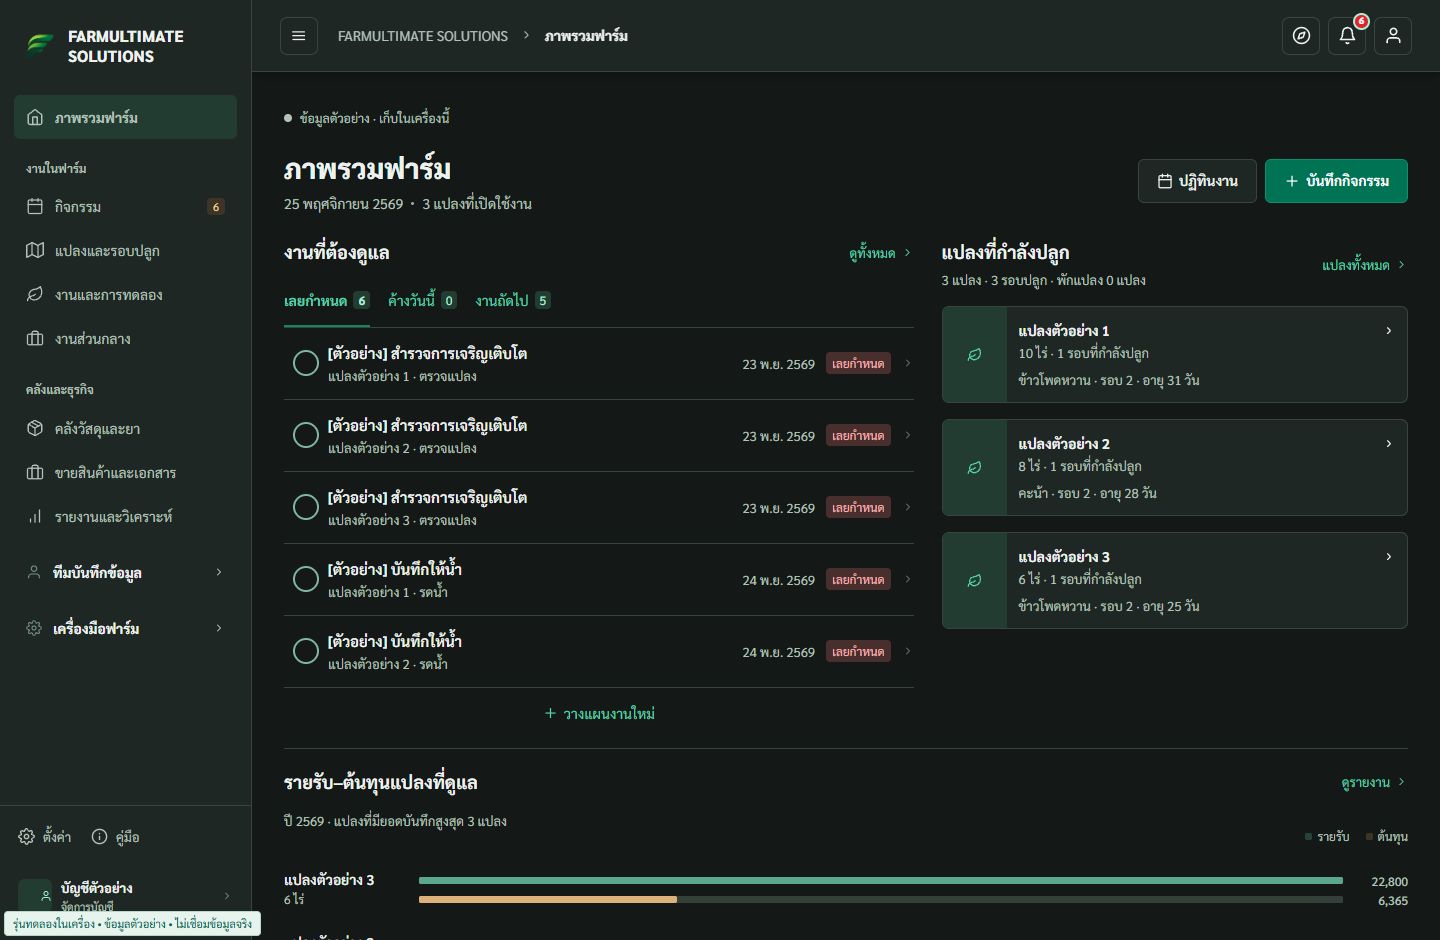 FARMULTIMATE
SOLUTIONS
ภาพรวมฟาร์ม
งานในฟาร์ม
กิจกรรม 6
แปลงและรอบปลูก
งานและการทดลอง
งานส่วนกลาง
คลังและธุรกิจ
คลังวัสดุและยา
ขายสินค้าและเอกสาร
รายงานและวิเคราะห์
ทีมบันทึกข้อมูล
เครื่องมือฟาร์ม
ตั้งค่า คู่มือ
บัญชีตัวอย่าง
จัดการบัญชี
รุ่นทดลองในเครื่อง • ข้อมูลตัวอย่าง • ไม่เชื่อมข้อมูลจริง
FARMULTIMATE SOLUTIONS > ภาพรวมฟาร์ม
6
ข้อมูลตัวอย่าง · เก็บในเครื่องนี้
ภาพรวมฟาร์ม
25 พฤศจิกายน 2569 • 3 แปลงที่เปิดใช้งาน
ปฏิทินงาน
+ บันทึกกิจกรรม
งานที่ต้องดูแล
ดูทั้งหมด
เลยกำหนด 6 ค้างวันนี้ 0 งานถัดไป 5
[ตัวอย่าง] สำรวจการเจริญเติบโต
แปลงตัวอย่าง 1 · ตรวจแปลง
23 พ.ย. 2569 เลยกำหนด
[ตัวอย่าง] สำรวจการเจริญเติบโต
แปลงตัวอย่าง 2 · ตรวจแปลง
23 พ.ย. 2569 เลยกำหนด
[ตัวอย่าง] สำรวจการเจริญเติบโต
แปลงตัวอย่าง 3 · ตรวจแปลง
23 พ.ย. 2569 เลยกำหนด
[ตัวอย่าง] บันทึกให้น้ำ
แปลงตัวอย่าง 1 · รดน้ำ
24 พ.ย. 2569 เลยกำหนด
[ตัวอย่าง] บันทึกให้น้ำ
แปลงตัวอย่าง 2 · รดน้ำ
24 พ.ย. 2569 เลยกำหนด
+ วางแผนงานใหม่
แปลงที่กำลังปลูก
3 แปลง · 3 รอบปลูก · พักแปลง 0 แปลง
แปลงทั้งหมด
แปลงตัวอย่าง 1
10 ไร่ · 1 รอบที่กำลังปลูก
ข้าวโพดหวาน · รอบ 2 · อายุ 31 วัน
แปลงตัวอย่าง 2
8 ไร่ · 1 รอบที่กำลังปลูก
คะน้า · รอบ 2 · อายุ 28 วัน
แปลงตัวอย่าง 3
6 ไร่ · 1 รอบที่กำลังปลูก
ข้าวโพดหวาน · รอบ 2 · อายุ 25 วัน
รายรับ–ต้นทุนแปลงที่ดูแล
ดูรายงาน
ปี 2569 · แปลงที่มียอดบันทึกสูงสุด 3 แปลง
รายรับ ต้นทุน
แปลงตัวอย่าง 3
6 ไร่
22,800
6,365